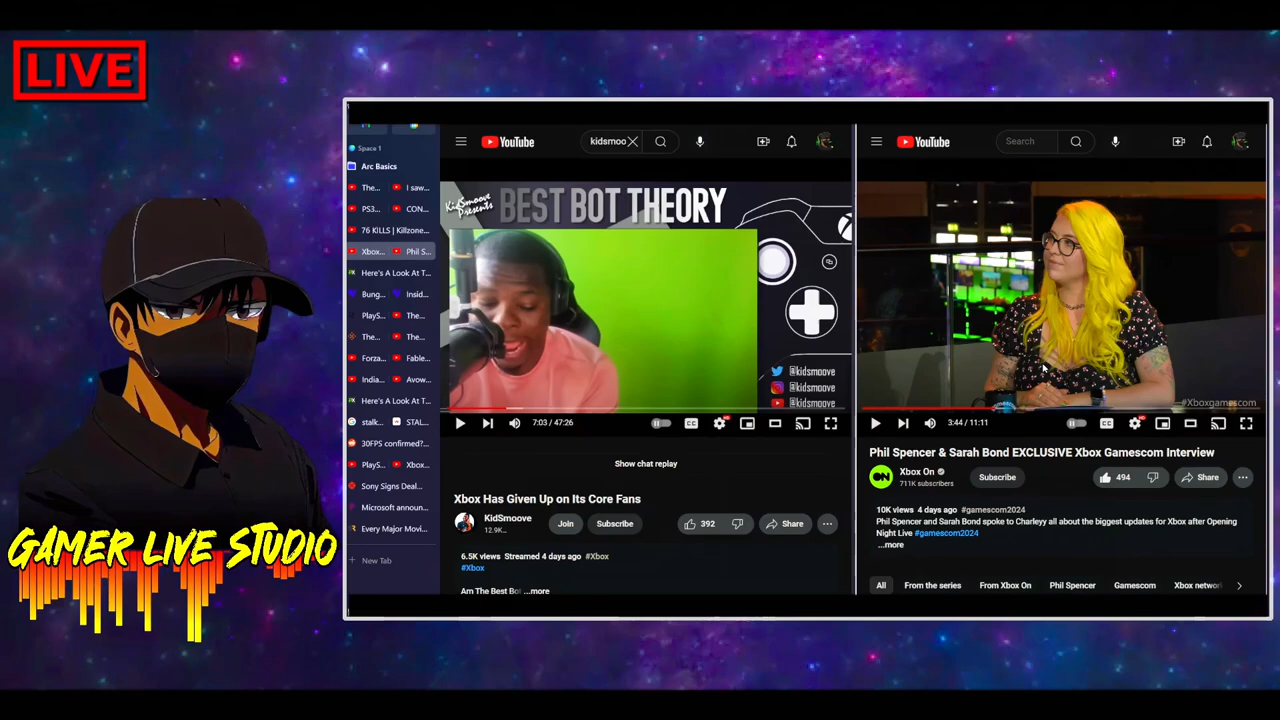 LIVE
GAMER LIVE STUDIO
Space 1
Arc Basics
The...
I saw...
PS3...
CON...
76 KILLS | Killzone...
Xbox...
Phil S...
Here's A Look At T...
Bung...
Insid...
PlayS
The...
The...
The...
Forza...
Fable...
India...
Avow...
Here's A Look At T...
stalk...
STAL...
30FPS confirmed?...
PlayS...
Xbox...
Sony Signs Deal...
Microsoft announ...
Every Major Movi...
New Tab
YouTube
kidsmoo
KidSmoove
Presents
BEST BOT THEORY
@kidsmoove
@kidsmoove
@kidsmoove
7:03 / 47:26
CC
HD
Show chat replay
Xbox Has Given Up on Its Core Fans
KidSmoove
12.9K...
Join
Subscribe
392
Share
6.5K views Streamed 4 days ago #Xbox
#Xbox
Am The Best Bot ...more
YouTube
Search
#Xboxgamescom
3:44 / 11:11
CC
HD
Phil Spencer & Sarah Bond EXCLUSIVE Xbox Gamescom Interview
ON
Xbox On
711K subscribers
Subscribe
494
Share
10K views 4 days ago #gamescom2024
Phil Spencer and Sarah Bond spoke to Charleyy all about the biggest updates for Xbox after Opening
Night Live #gamescom2024
...more
All
From the series
From Xbox On
Phil Spencer
Gamescom
Xbox networ